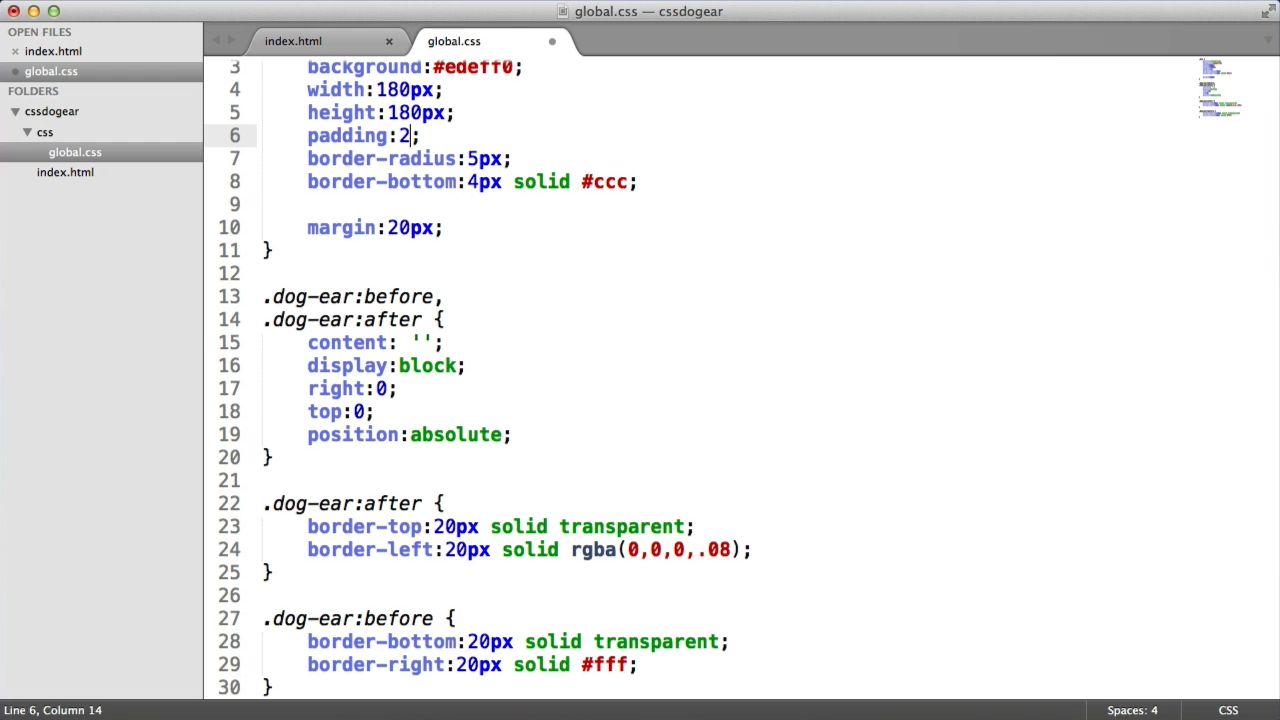 global.css — cssdogear
OPEN FILES
index.html
global.css
FOLDERS
cssdogear
css
global.css
index.html
index.html
global.css
3 background:#edeff0;
4 width:180px;
5 height:180px;
6 padding:2;
7 border-radius:5px;
8 border-bottom:4px solid #ccc;
9
10 margin:20px;
11 }
12
13 .dog-ear:before,
14 .dog-ear:after {
15 content: '';
16 display:block;
17 right:0;
18 top:0;
19 position:absolute;
20 }
21
22 .dog-ear:after {
23 border-top:20px solid transparent;
24 border-left:20px solid rgba(0,0,0,.08);
25 }
26
27 .dog-ear:before {
28 border-bottom:20px solid transparent;
29 border-right:20px solid #fff;
30 }
Line 6, Column 14
Spaces: 4
CSS